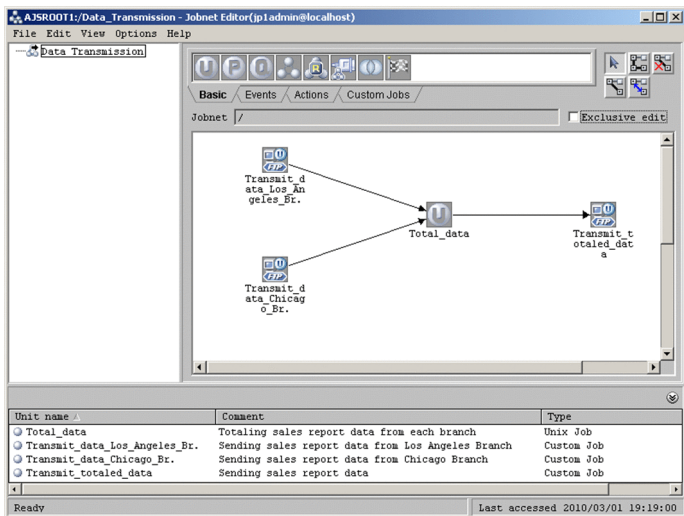 AJSROOT1:/Data_Transmission - Jobnet Editor(jp1admin@localhost)
File Edit View Options Help
Data Transmission
U P Q R U
Basic Events Actions Custom Jobs
Jobnet /
Exclusive edit
U
FTP
Transmit_d
ata_Los_An
geles_Br.
U
Total_data
U
FTP
Transmit_t
otaled_dat
a
U
FTP
Transmit_d
ata_Chicag
o_Br.
Unit name Comment Type
Total_data Totaling sales report data from each branch Unix Job
Transmit_data_Los_Angeles_Br. Sending sales report data from Los Angeles Branch Custom Job
Transmit_data_Chicago_Br. Sending sales report data from Chicago Branch Custom Job
Transmit_totaled_data Sending sales report data Custom Job
Ready
Last accessed 2010/03/01 19:19:00